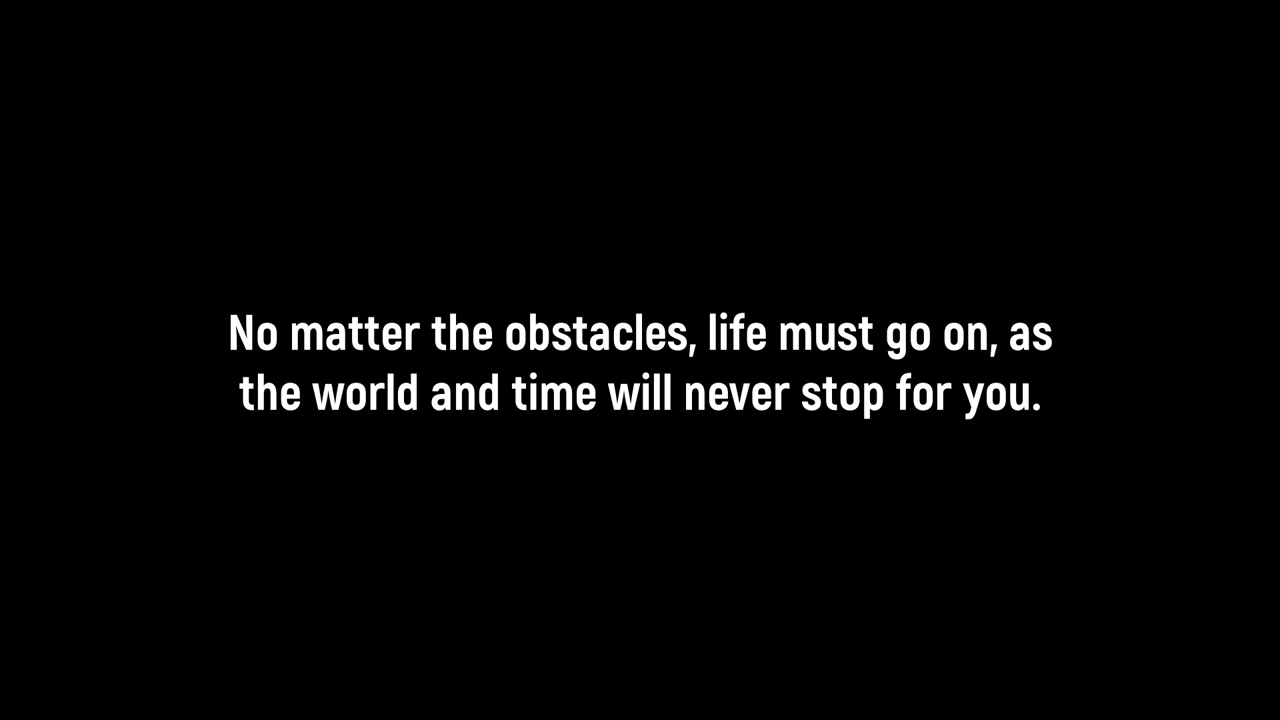 No matter the obstacles, life must go on, as
the world and time will never stop for you.